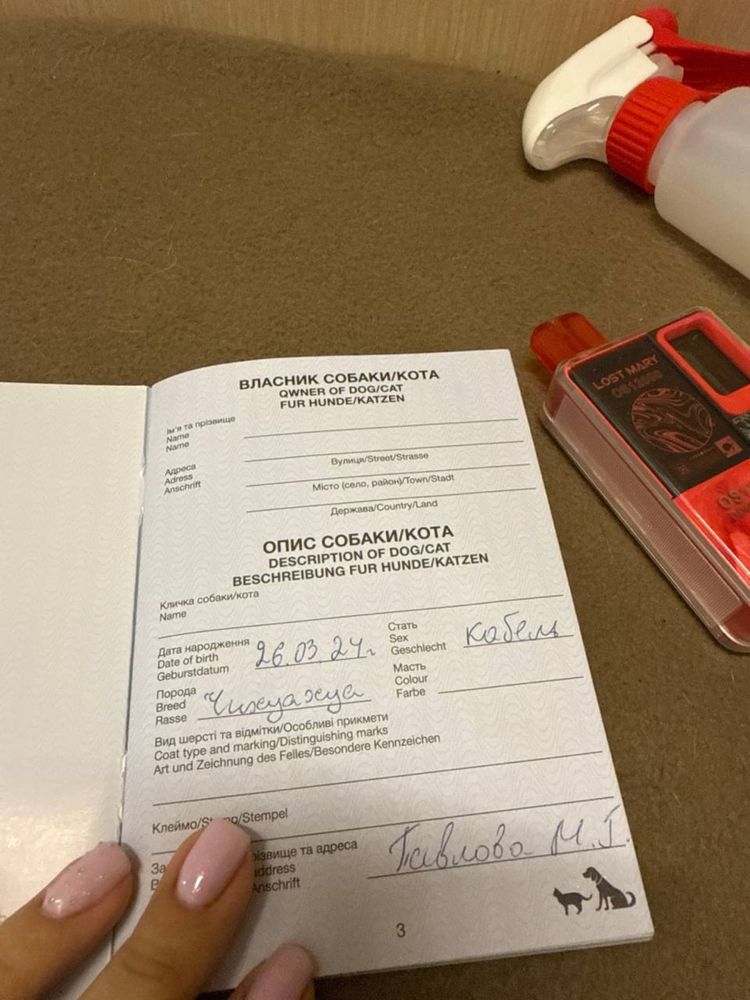 ВЛАСНИК СОБАКИ/КОТА
QWNER OF DOG/CAT
FUR HUNDE/KATZEN
Ім'я та прізвище
Name
Name
Адреса
Adress
Anschrift
Вулиця/Street/Strasse
Місто (село, район)/Town/Stadt
Держава/Country/Land
ОПИС СОБАКИ/КОТА
DESCRIPTION OF DOG/CAT
BESCHREIBUNG FUR HUNDE/KATZEN
Кличка собаки/кота
Name
Дата народження
Date of birth
Geburstdatum
26.03.24г.
Стать
Sex
Geschlecht
кобель
Порода
Breed
Rasse
Чихуахуа
Масть
Colour
Farbe
Вид шерсті та відмітки/Особливі прикмети
Coat type and marking/Distinguishing marks
Art und Zeichnung des Felles/Besondere Kennzeichen
Клеймо/ /Stempel
та адреса
Павлова М.Г.
3
LOST MARY